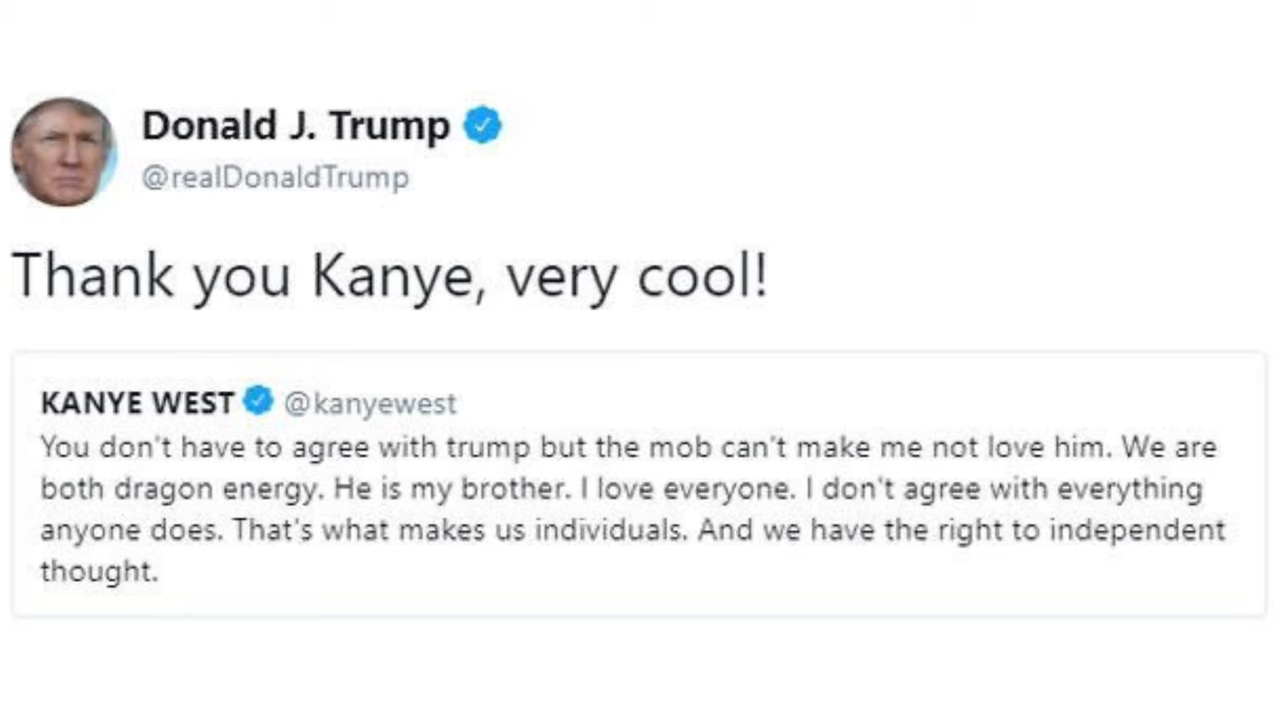 Donald J. Trump
@realDonaldTrump
Thank you Kanye, very cool!
KANYE WEST @kanyewest
You don't have to agree with trump but the mob can't make me not love him. We are
both dragon energy. He is my brother. I love everyone. I don't agree with everything
anyone does. That's what makes us individuals. And we have the right to independent
thought.